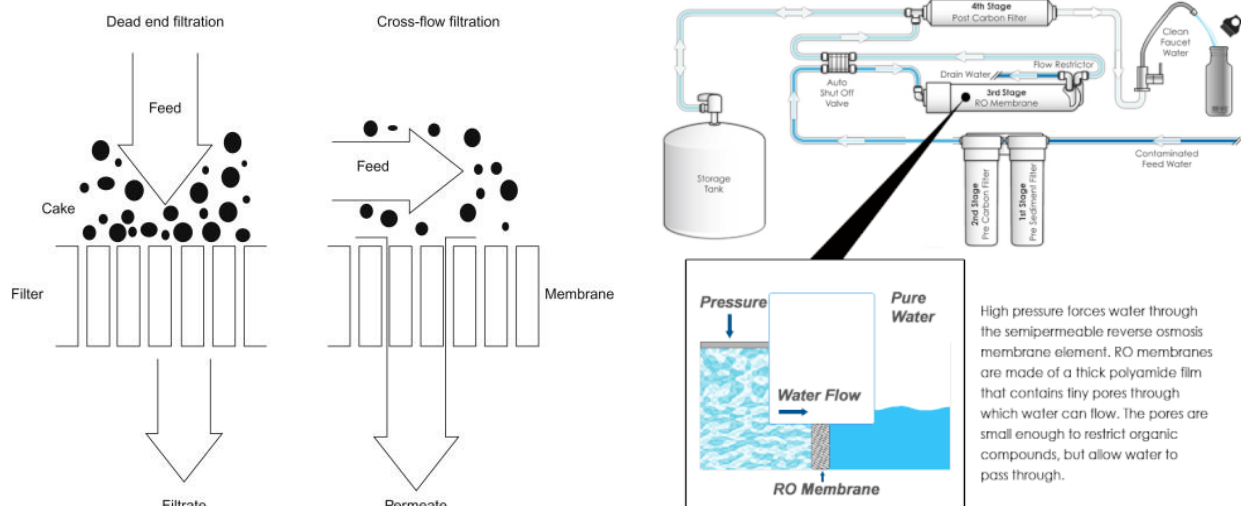 Dead end filtration
Feed
Cake
Filter
Filtrate
Cross-flow filtration
Feed
Membrane
Permeate
4th Stage
Post Carbon Filter
Clean
Faucet
Water
Flow Restrictor
Drain Water
Auto
Shut Off
Valve
3rd Stage
RO Membrane
Storage
Tank
2nd Stage
Pre Carbon Filter
1st Stage
Pre Sediment Filter
Contaminated
Feed Water
Pressure
Pure
Water
Water Flow
RO Membrane
High pressure forces water through
the semipermeable reverse osmosis
membrane element. RO membranes
are made of a thick polyamide film
that contains tiny pores through
which water can flow. The pores are
small enough to restrict organic
compounds, but allow water to
pass through.